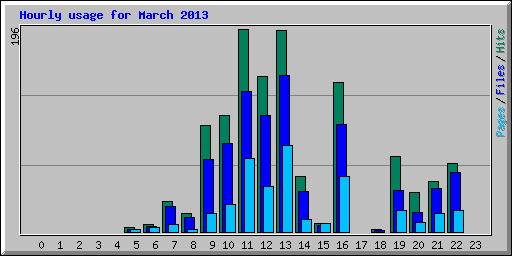 Hourly usage for March 2013
196
Pages / Files / Hits
0 1 2 3 4 5 6 7 8 9 10 11 12 13 14 15 16 17 18 19 20 21 22 23